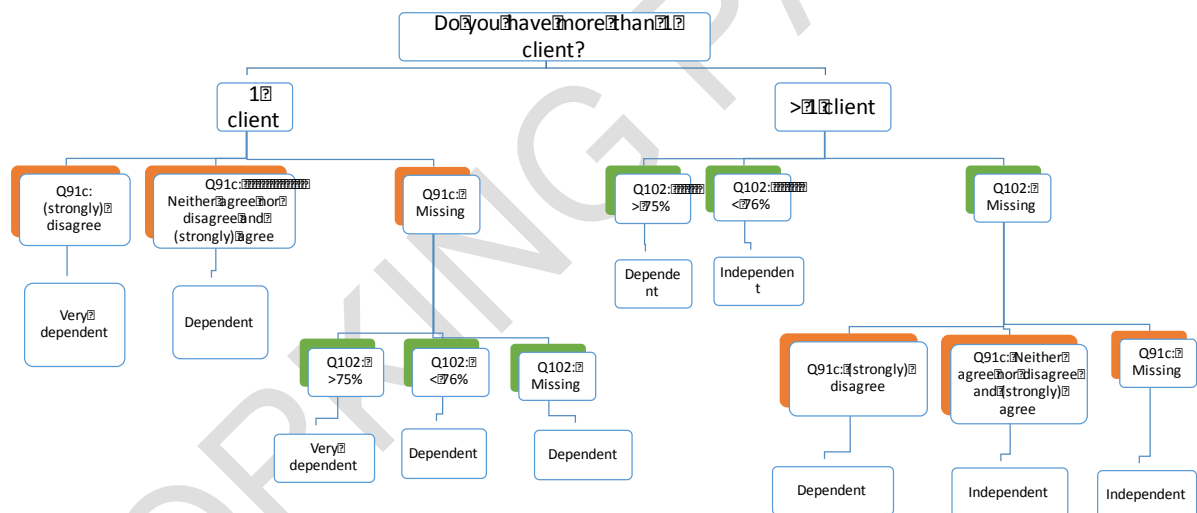 Do you have more than 1
client?
1
client
> 1 client
Q91c:
(strongly)
disagree
Q91c:
Neither agree nor
disagree and
(strongly) agree
Q91c:
Missing
Q102:
> 75%
Q102:
< 76%
Q102:
Missing
Very
dependent
Dependent
Depende
nt
Independen
t
Q102:
>75%
Q102:
< 76%
Q102:
Missing
Q91c: (strongly)
disagree
Q91c: Neither
agree nor disagree
and (strongly)
agree
Q91c:
Missing
Very
dependent
Dependent
Dependent
Dependent
Independent
Independent
ORKING PA